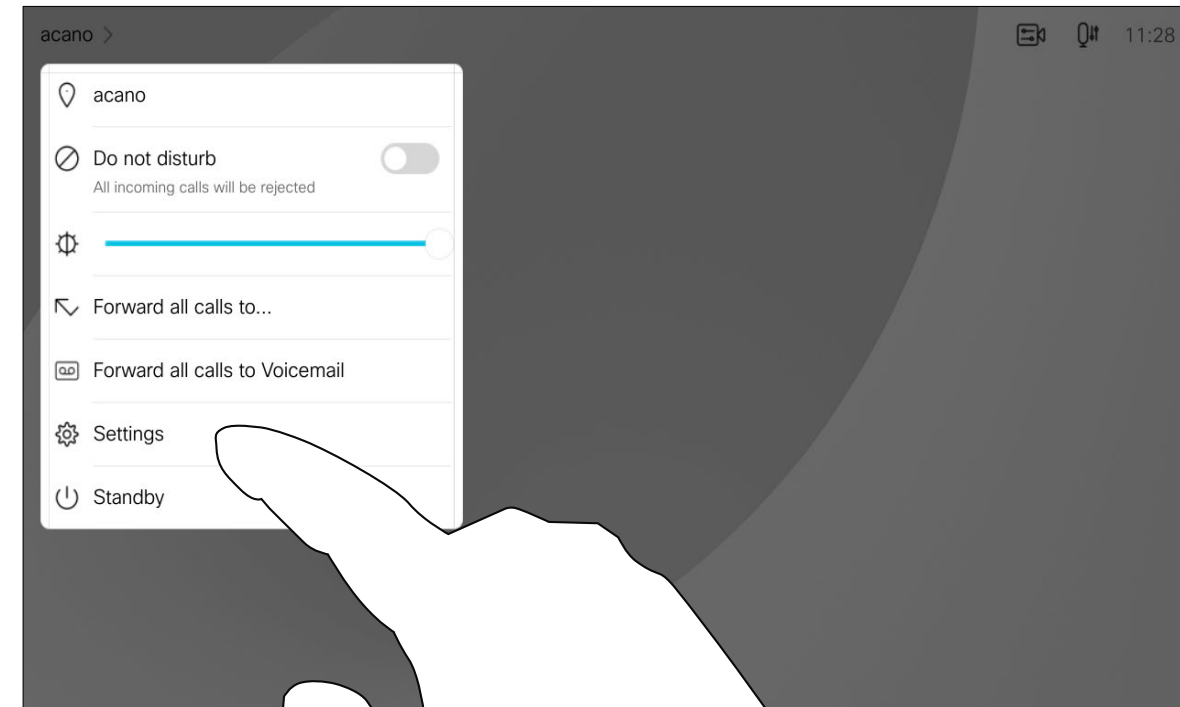 acano >
11:28
acano
Do not disturb
All incoming calls will be rejected
Forward all calls to...
Forward all calls to Voicemail
Settings
Standby